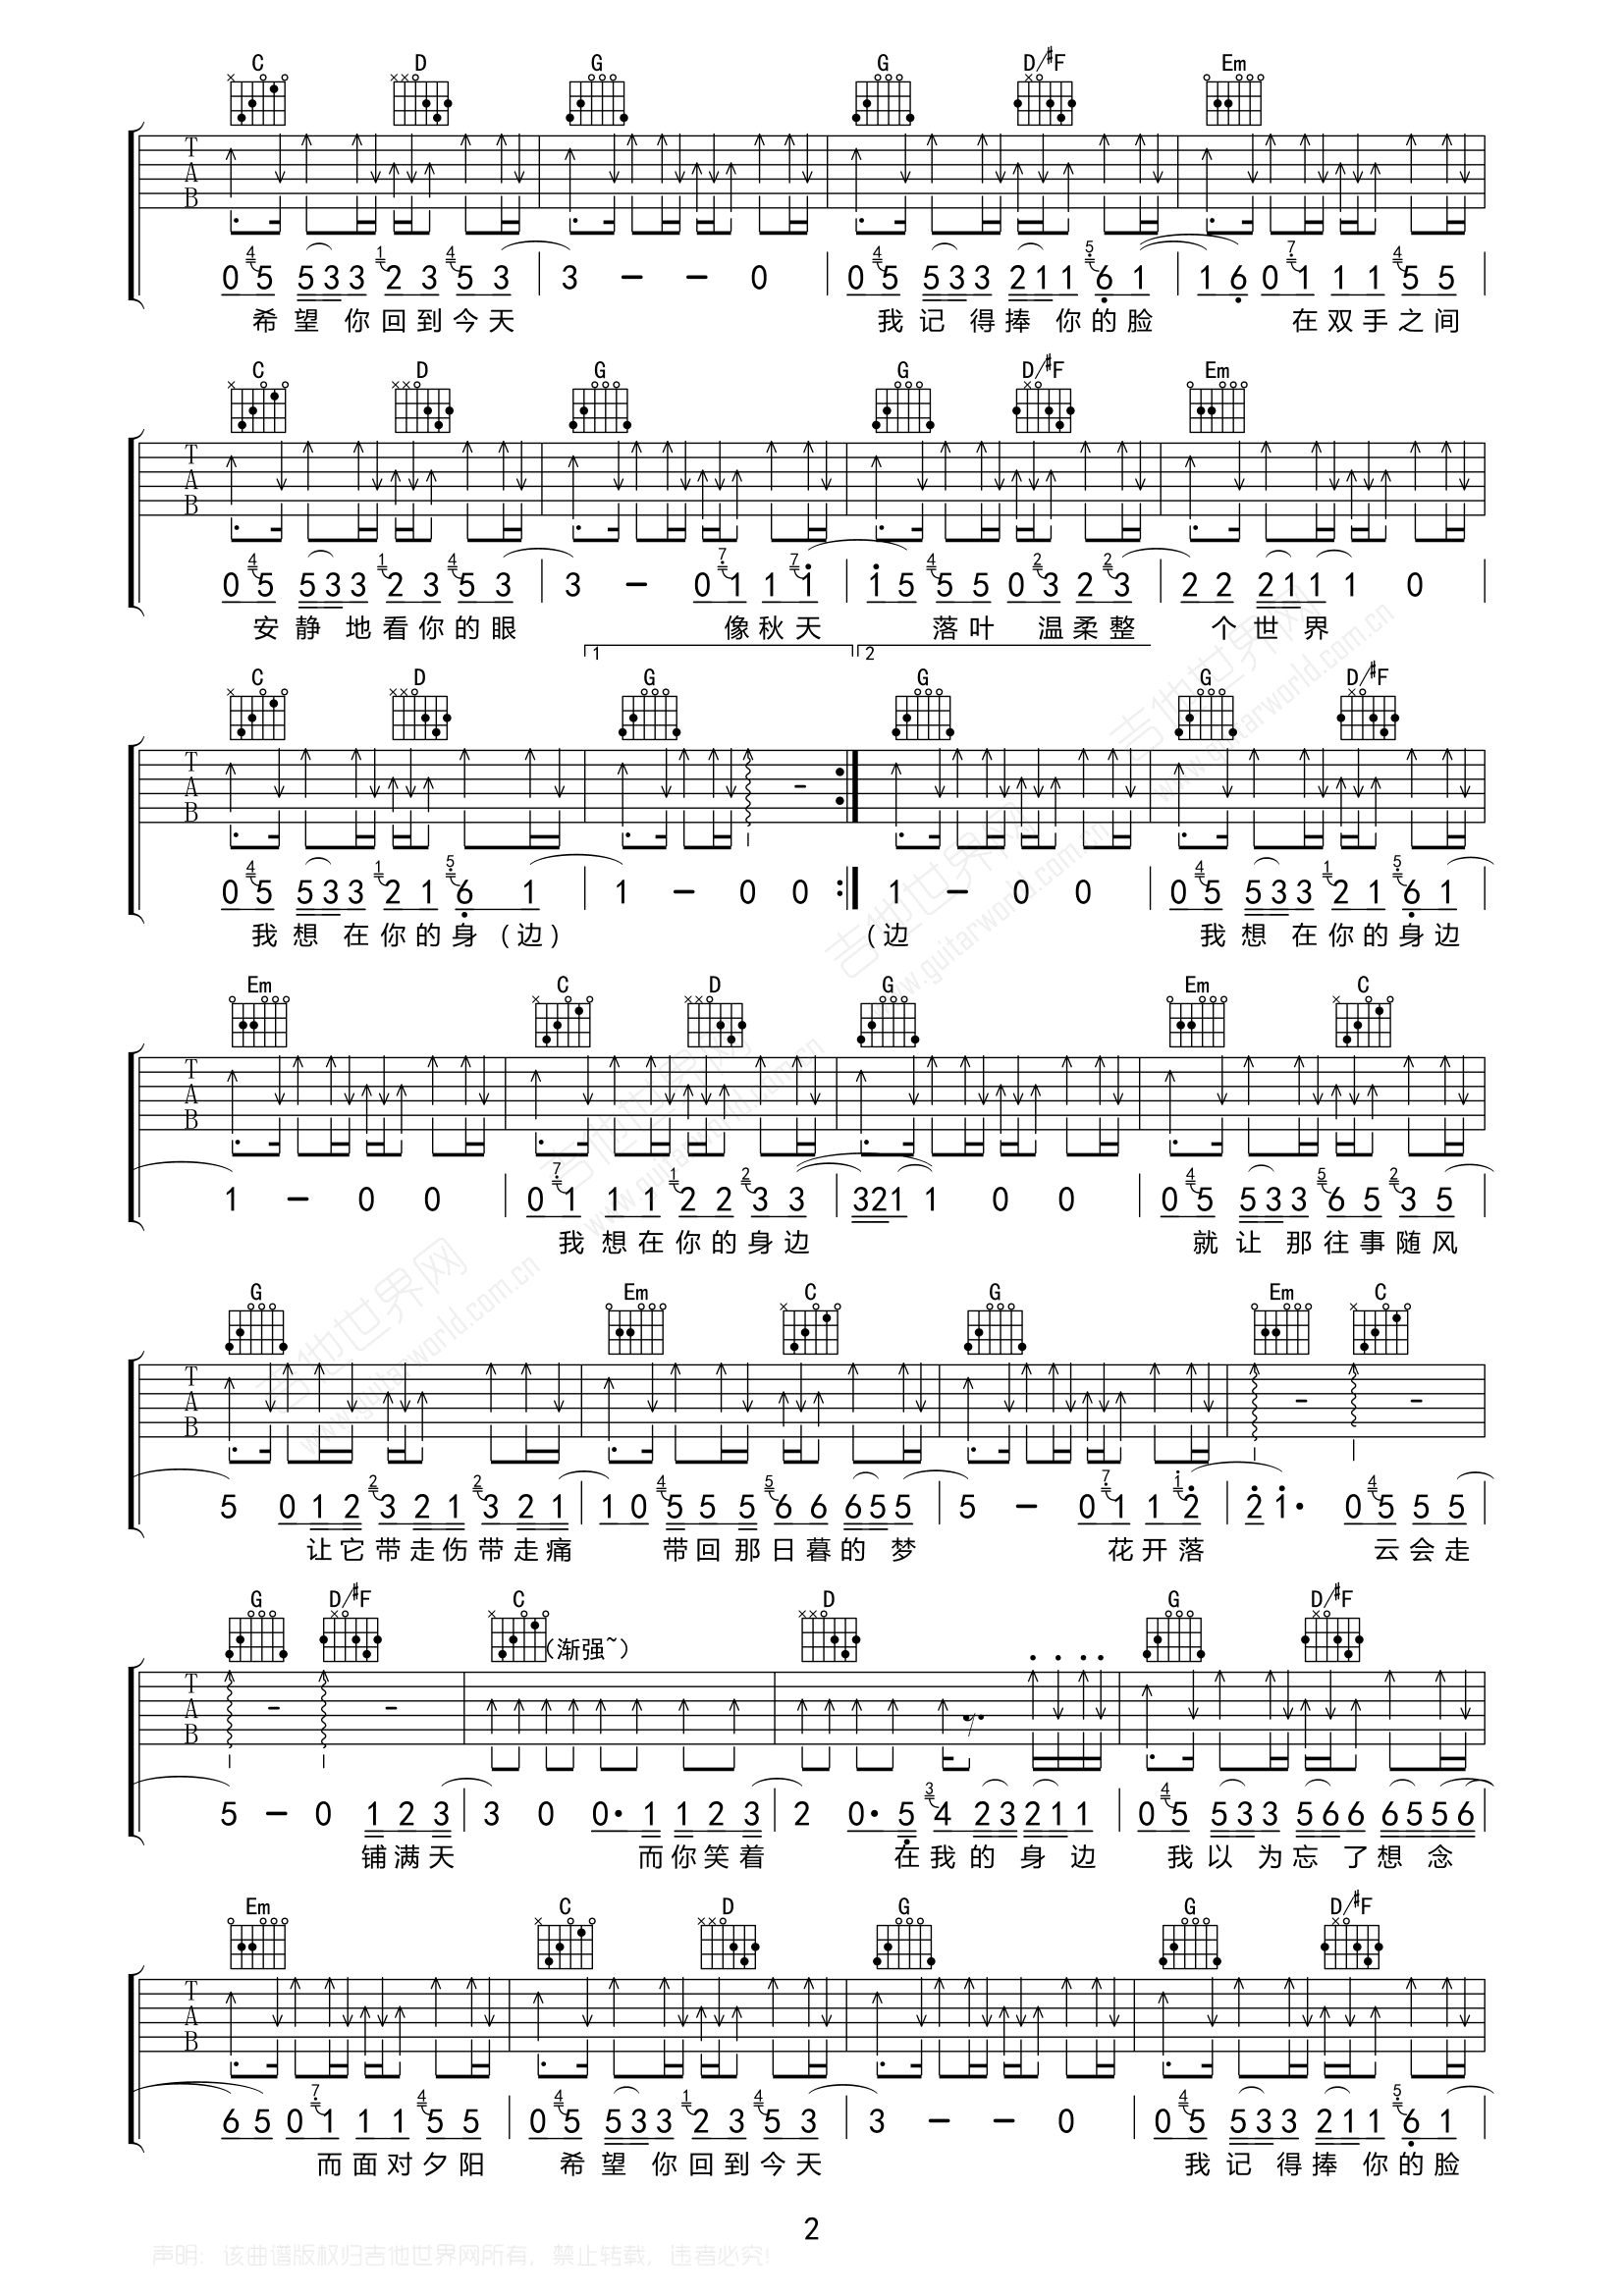 C D G G D/#F Em
T A B
4 4 1 4 4 5 7 4
0 5 5 3 3 2 3 5 3 3 - - 0 0 5 5 3 3 2 1 1 6 1 1 6 0 1 1 1 5 5
希望 你回到今天 我记 得捧 你的脸 在双手之间
C D G G D/#F Em
T A B
0 5 5 3 3 2 3 5 3 3 - 0 1 1 1 1 5 5 5 0 3 2 3 2 2 2 1 1 1 0
安静 地看你的眼 像秋天 落叶 温柔整 个世界
1 2
C D G G G D/#F
T A B
0 5 5 3 3 2 1 6 1 1 - 0 0 1 - 0 0 0 5 5 3 3 2 1 6 1
我想 在你的身(边) (边 我想 在你的身边
Em C D G Em C
T A B
1 - 0 0 0 1 1 1 2 2 3 3 3 2 1 1 0 0 0 5 5 3 3 6 5 3 5
我想在你的身边 就让 那往事随风
G Em C G Em C
T A B
5 0 1 2 3 2 1 3 2 1 1 0 5 5 5 6 6 6 5 5 5 - 0 1 1 2 2 1· 0 5 5 5
让它带走伤带走痛 带回那日暮的梦 花开落 云会走
G D/#F C (渐强~) D G D/#F
T A B
5 - 0 1 2 3 3 0 0· 1 1 2 3 2 0· 5 4 2 3 2 1 1 0 5 5 3 3 5 6 6 6 5 5 6
铺满天 而你笑着 在我的身边 我以为忘了想念
Em C D G G D/#F
T A B
6 5 0 1 1 1 5 5 0 5 5 3 3 2 3 5 3 3 - - 0 0 5 5 3 3 2 1 1 6 1
而面对夕阳 希望 你回到今天 我记 得捧 你的脸
2
声明: 该曲谱版权归吉他世界网所有, 禁止转载, 违者必究!
吉他世界网
www.guitarworld.com.cn